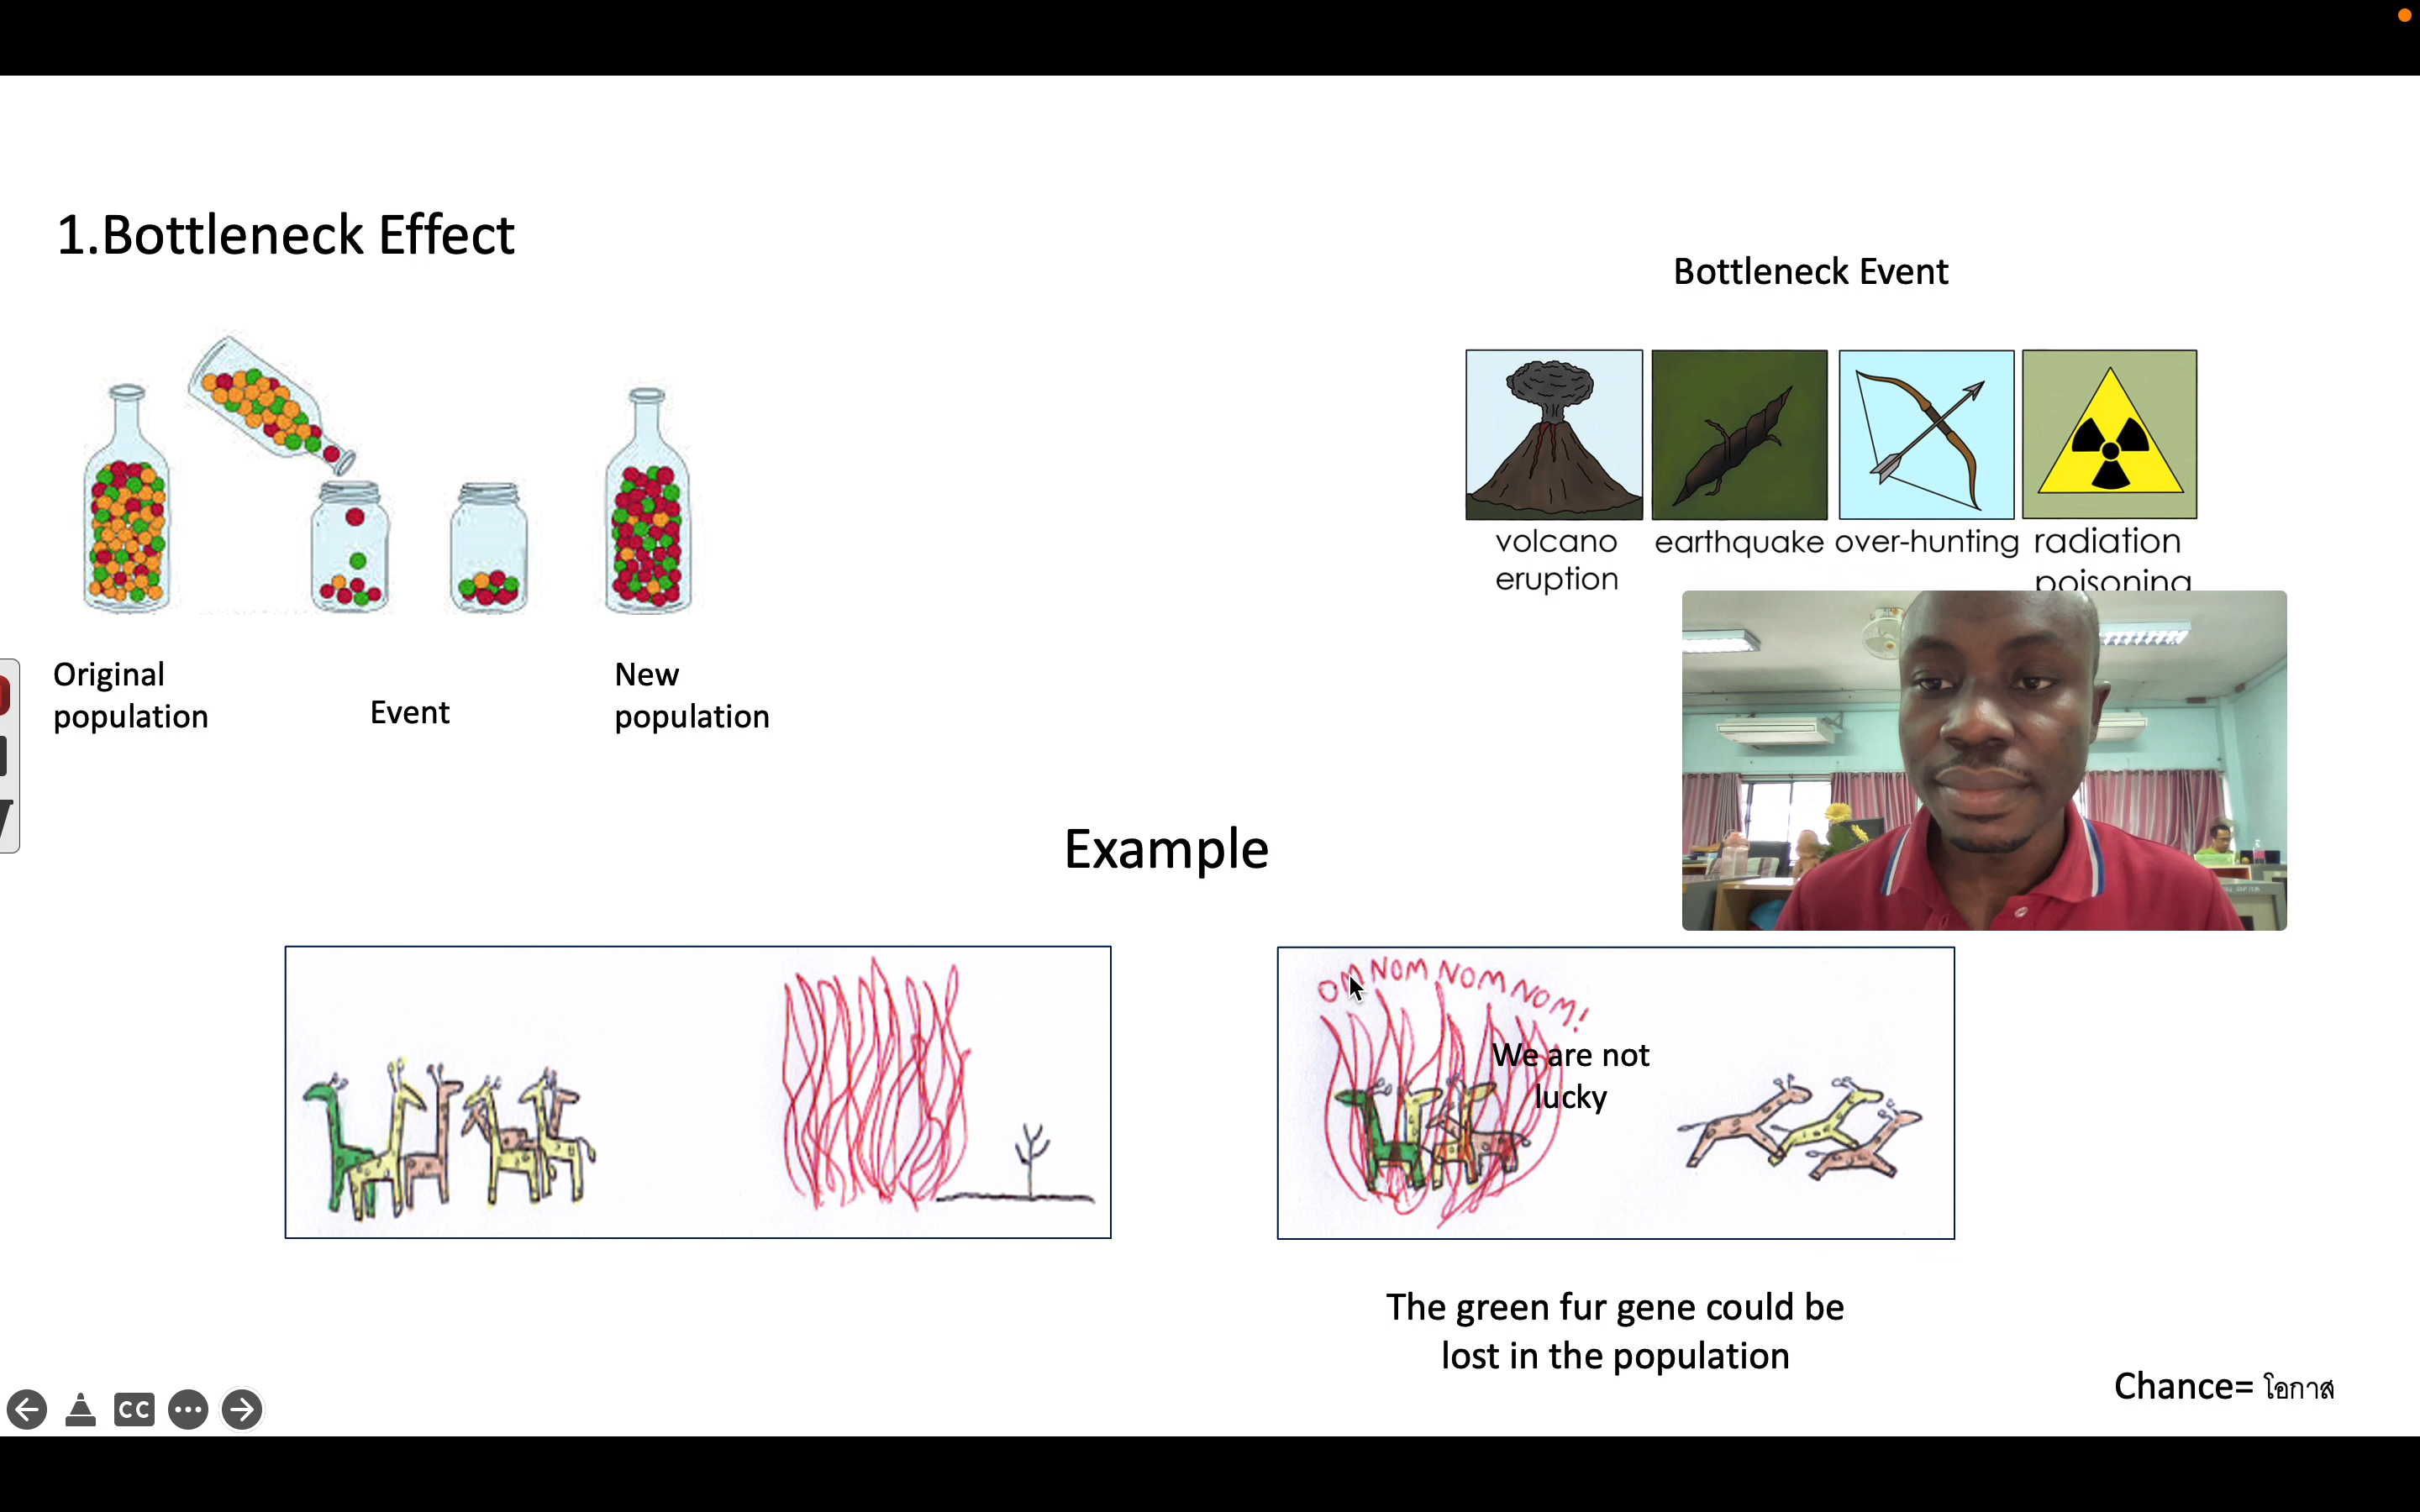 1.Bottleneck Effect
Bottleneck Event
volcano
eruption
earthquake
over-hunting
radiation
poisoning
Original
population
Event
New
population
Example
OM NOM NOM NOM!
We are not
lucky
The green fur gene could be
lost in the population
Chance= โอกาส
CC